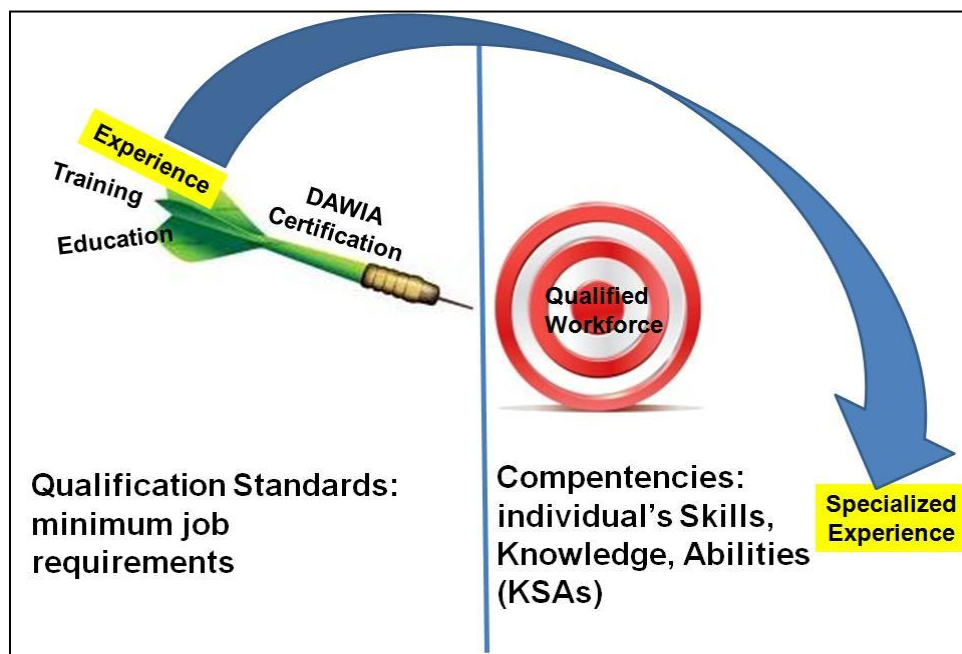 Experience
Training
Education
DAWIA
Certification
Qualified
Workforce
Qualification Standards:
minimum job
requirements
Compentencies:
individual's Skills,
Knowledge, Abilities
(KSAs)
Specialized
Experience